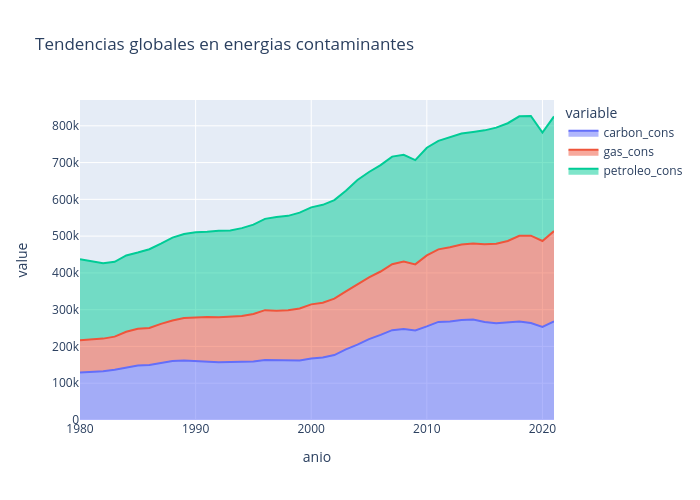 Tendencias globales en energias contaminantes
variable
carbon_cons
gas_cons
petroleo_cons
value
800k
700k
600k
500k
400k
300k
200k
100k
0
1980
1990
2000
2010
2020
anio